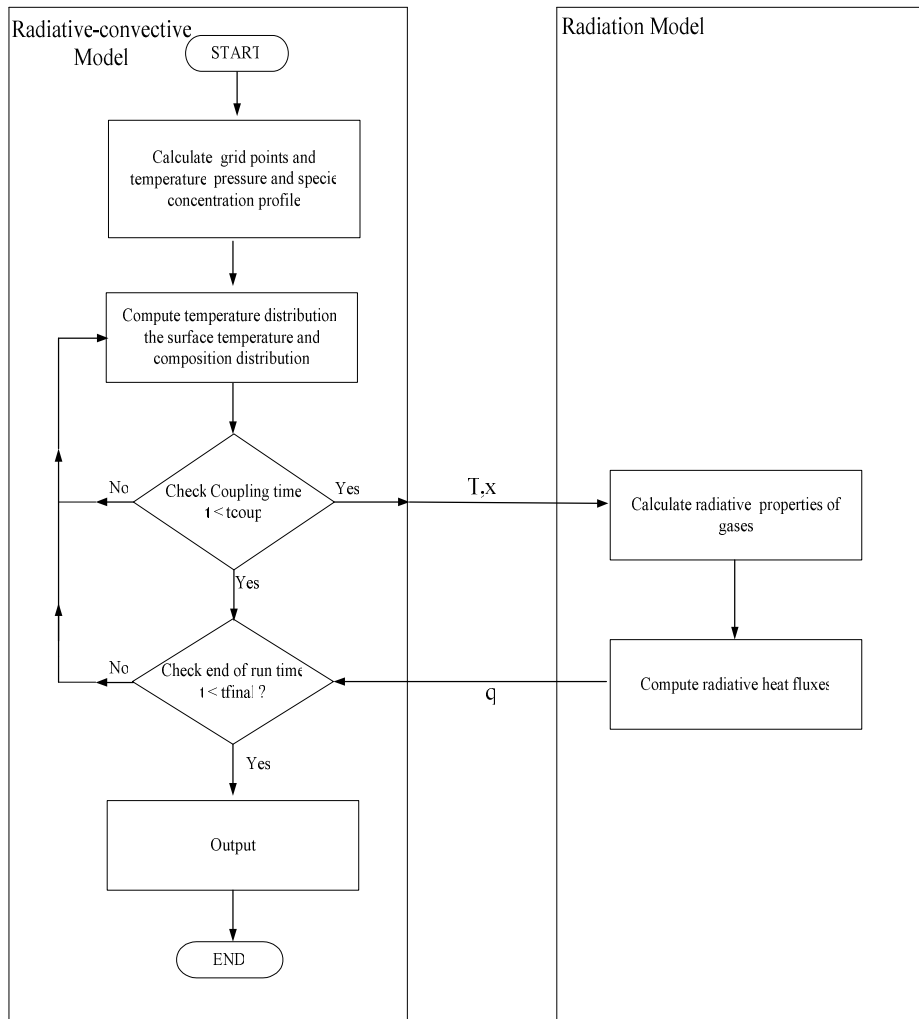 Radiative-convective
Model
START
Calculate grid points and
temperature pressure and specie
concentration profile
Compute temperature distribution
the surface temperature and
composition distribution
No
Check Coupling time
t < tcoup
Yes
Yes
No
Check end of run time
t < tfinal ?
Yes
Output
END
Radiation Model
T,x
Calculate radiative properties of
gases
q
Compute radiative heat fluxes